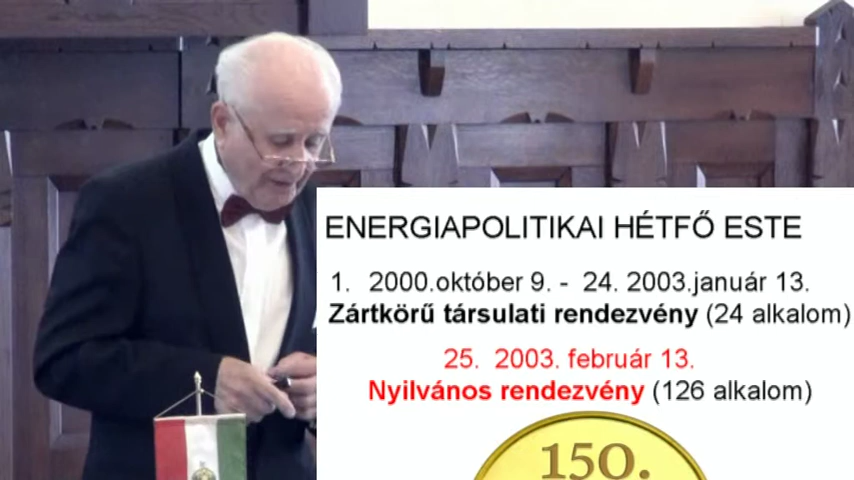 ENERGIAPOLITIKAI HÉTFŐ ESTE
1. 2000.október 9. - 24. 2003.január 13.
Zártkörű társulati rendezvény (24 alkalom)
25. 2003. február 13.
Nyilvános rendezvény (126 alkalom)
150.